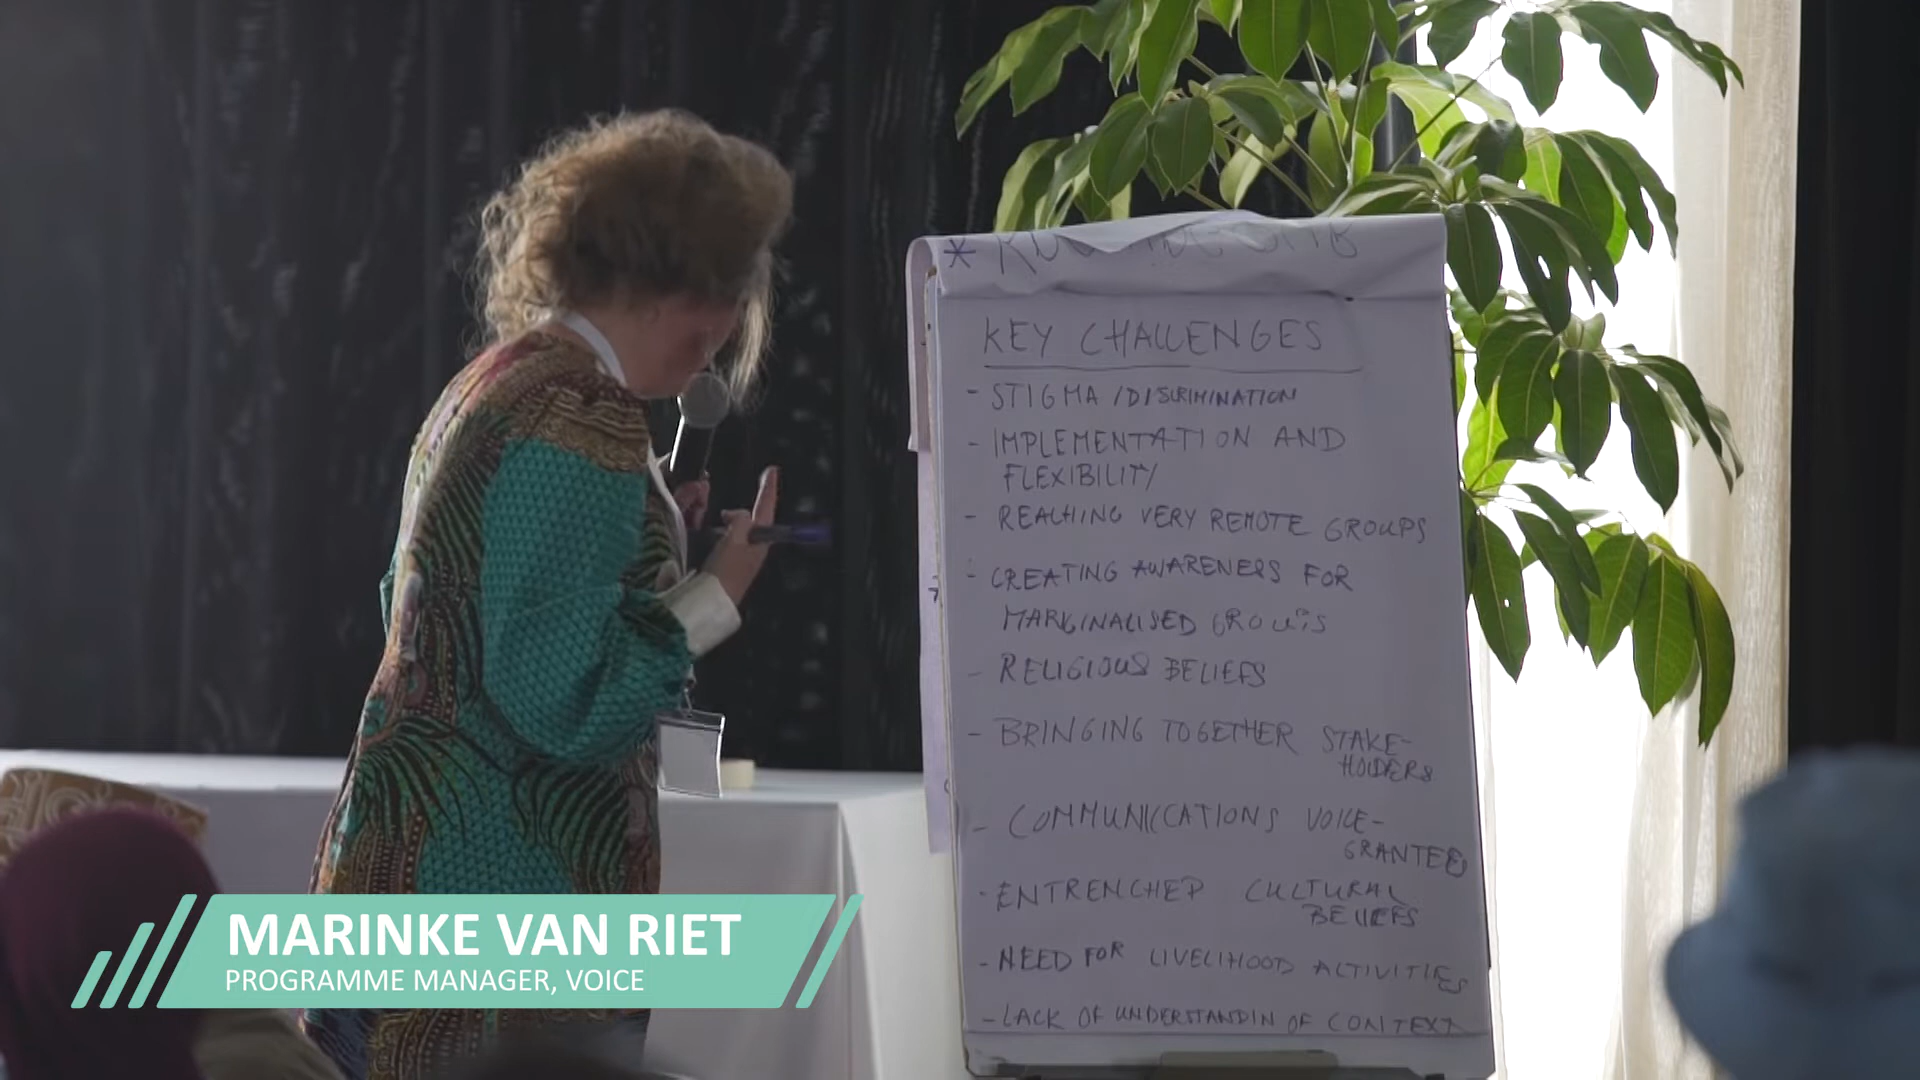 *
KEY CHALLENGES
- STIGMA / DISCRIMINATION
- IMPLEMENTATION AND
FLEXIBILITY
- REACHING VERY REMOTE GROUPS
- CREATING AWARENESS FOR
MARGINALISED GROUPS
- RELIGIOUS BELIEFS
- BRINGING TOGETHER STAKE-
HOLDERS
- COMMUNICCATIONS VOICE-
GRANTEES
- ENTRENCHED CULTURAL
BELIEFS
- NEED FOR LIVELIHOOD ACTIVITIES
- LACK OF UNDERSTANDIN OF CONTEXT
MARINKE VAN RIET
PROGRAMME MANAGER, VOICE